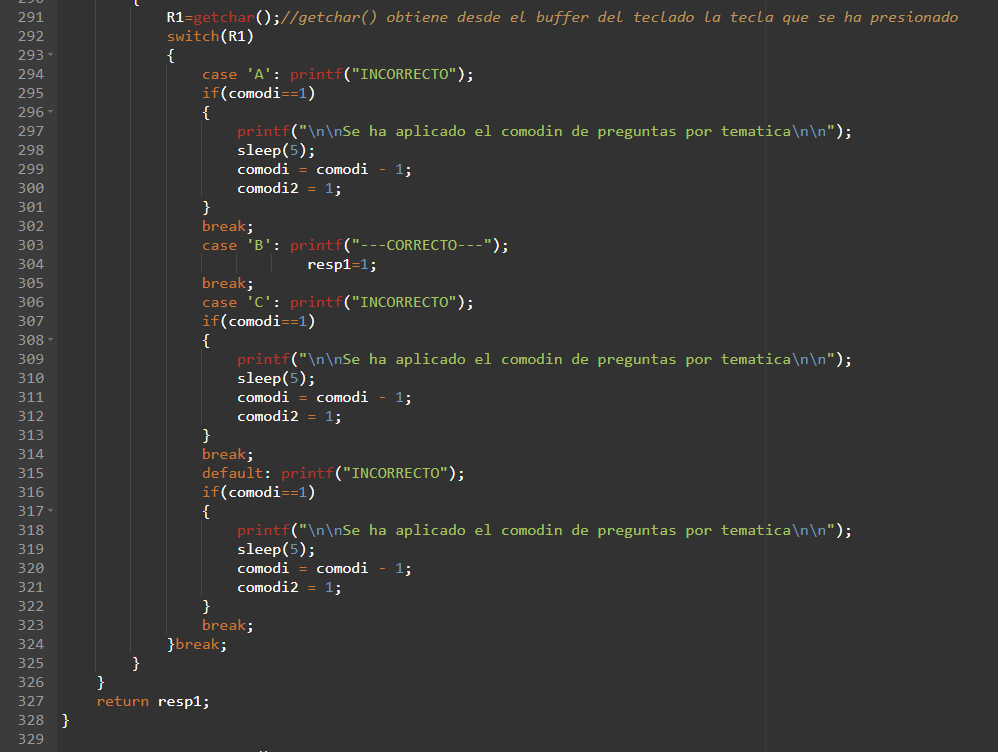 290 {
291 R1=getchar();//getchar() obtiene desde el buffer del teclado la tecla que se ha presionado
292 switch(R1)
293 {
294 case 'A': printf("INCORRECTO");
295 if(comodi==1)
296 {
297 printf("\n\nSe ha aplicado el comodin de preguntas por tematica\n\n");
298 sleep(5);
299 comodi = comodi - 1;
300 comodi2 = 1;
301 }
302 break;
303 case 'B': printf("---CORRECTO---");
304 resp1=1;
305 break;
306 case 'C': printf("INCORRECTO");
307 if(comodi==1)
308 {
309 printf("\n\nSe ha aplicado el comodin de preguntas por tematica\n\n");
310 sleep(5);
311 comodi = comodi - 1;
312 comodi2 = 1;
313 }
314 break;
315 default: printf("INCORRECTO");
316 if(comodi==1)
317 {
318 printf("\n\nSe ha aplicado el comodin de preguntas por tematica\n\n");
319 sleep(5);
320 comodi = comodi - 1;
321 comodi2 = 1;
322 }
323 break;
324 }break;
325 }
326 }
327 return resp1;
328 }
329